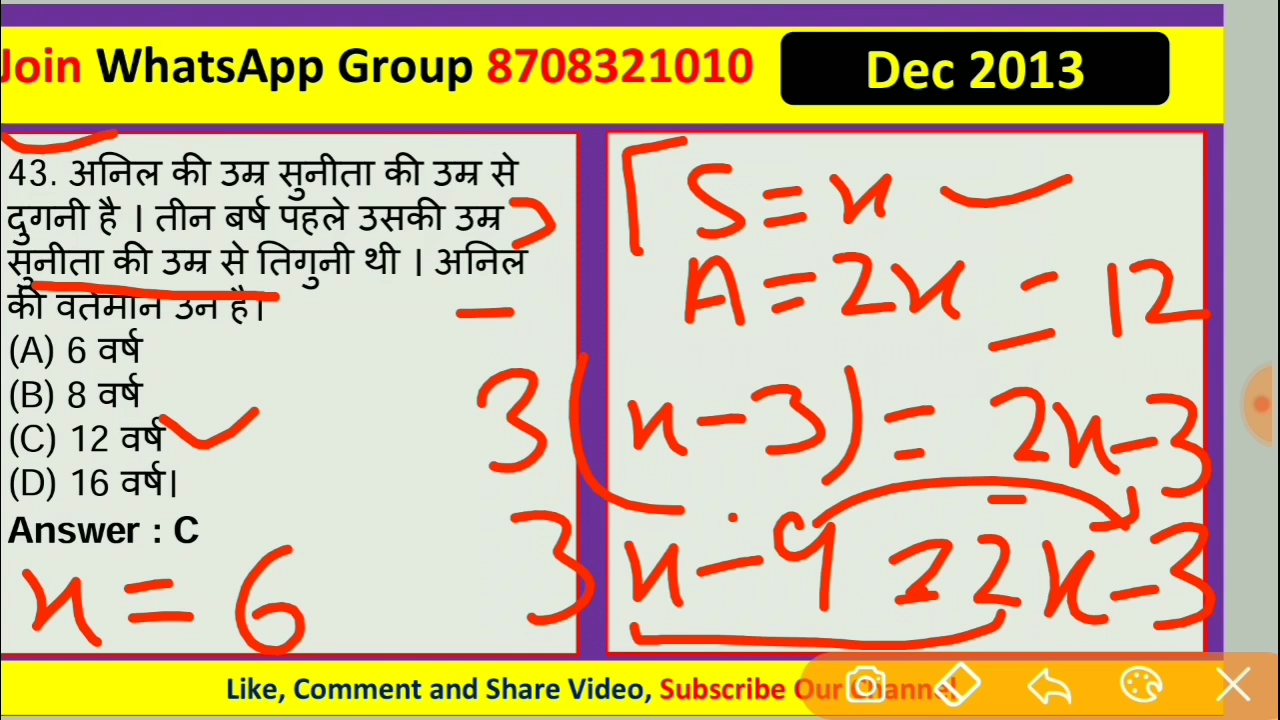 Join WhatsApp Group 8708321010
Dec 2013
43. अनिल की उम्र सुनीता की उम्र से
दुगनी है । तीन बर्ष पहले उसकी उम्र
सुनीता की उम्र से तिगुनी थी । अनिल
की वर्तमान उम्र है।
(A) 6 वर्ष
(B) 8 वर्ष
(C) 12 वर्ष
(D) 16 वर्ष।
Answer : C
x = 6
S = x
A = 2x = 12
3(x-3) = 2x-3
3x-9 = 2x-3
Like, Comment and Share Video, Subscribe Our Channel